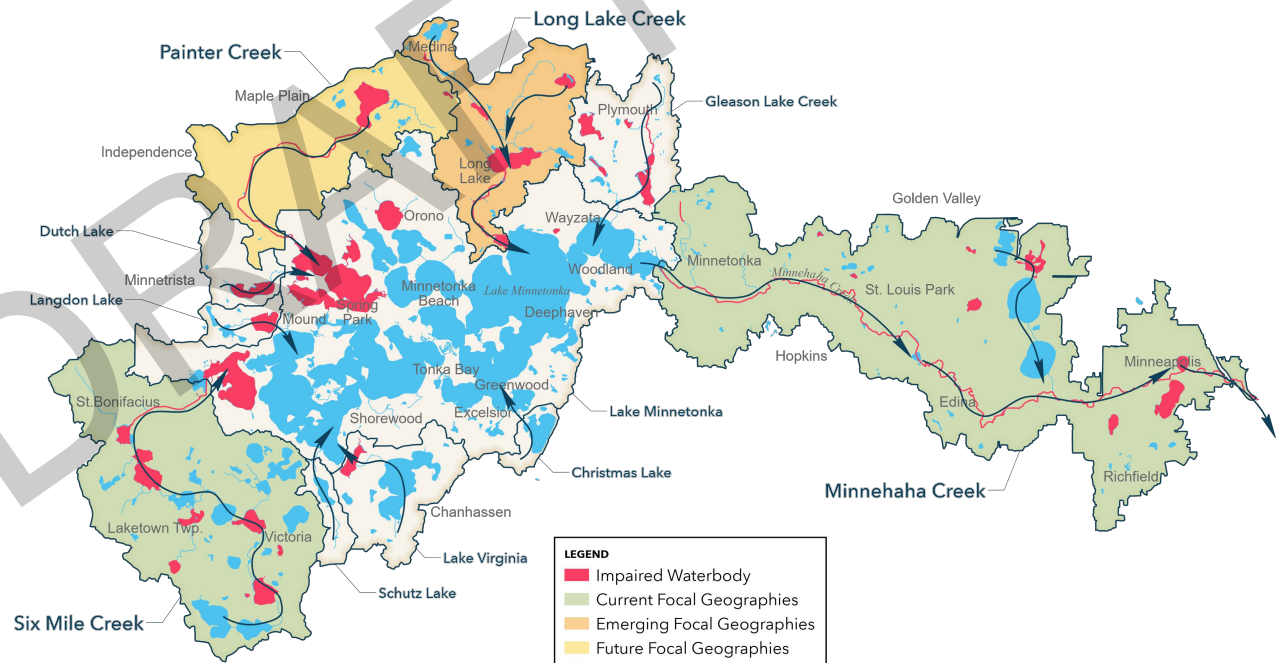 Long Lake Creek
Painter Creek
Medina
Maple Plain
Plymouth
Gleason Lake Creek
Independence
Long
Lake
Golden Valley
Orono
Wayzata
Dutch Lake
Minnetonka
Woodland
Minnehaha Creek
Minnetrista
Minnetonka
Beach
Lake Minnetonka
St. Louis Park
Langdon Lake
Spring
Park
Mound
Deephaven
Hopkins
Minneapolis
Tonka Bay
Greenwood
St.Bonifacius
Edina
Excelsior
Shorewood
Lake Minnetonka
Christmas Lake
Richfield
Minnehaha Creek
Chanhassen
Laketown Twp.
Victoria
Lake Virginia
Schutz Lake
Six Mile Creek
LEGEND
Impaired Waterbody
Current Focal Geographies
Emerging Focal Geographies
Future Focal Geographies
DRAFT